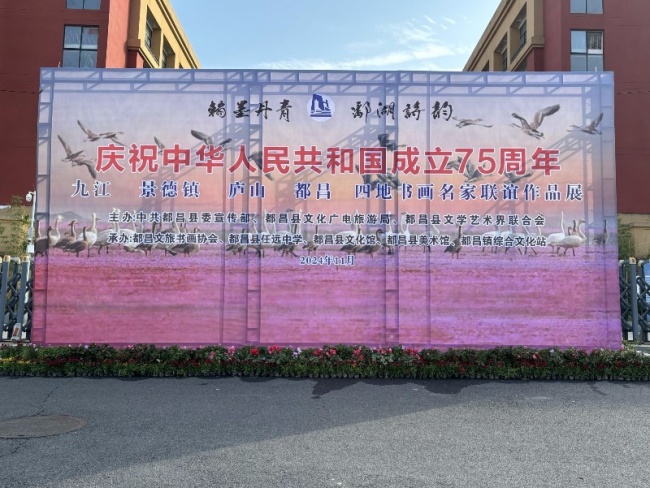 翰墨丹青 鄱湖诗韵
庆祝中华人民共和国成立75周年
九江 景德镇 庐山 都昌 四地书画名家联谊作品展
主办:中共都昌县委宣传部、都昌县文化广电旅游局 都昌县文学艺术界联合会
承办:都昌文旅书画协会、都昌县任远中学、都昌县文化馆、都昌县美术馆、都昌镇综合文化站
2024年11月